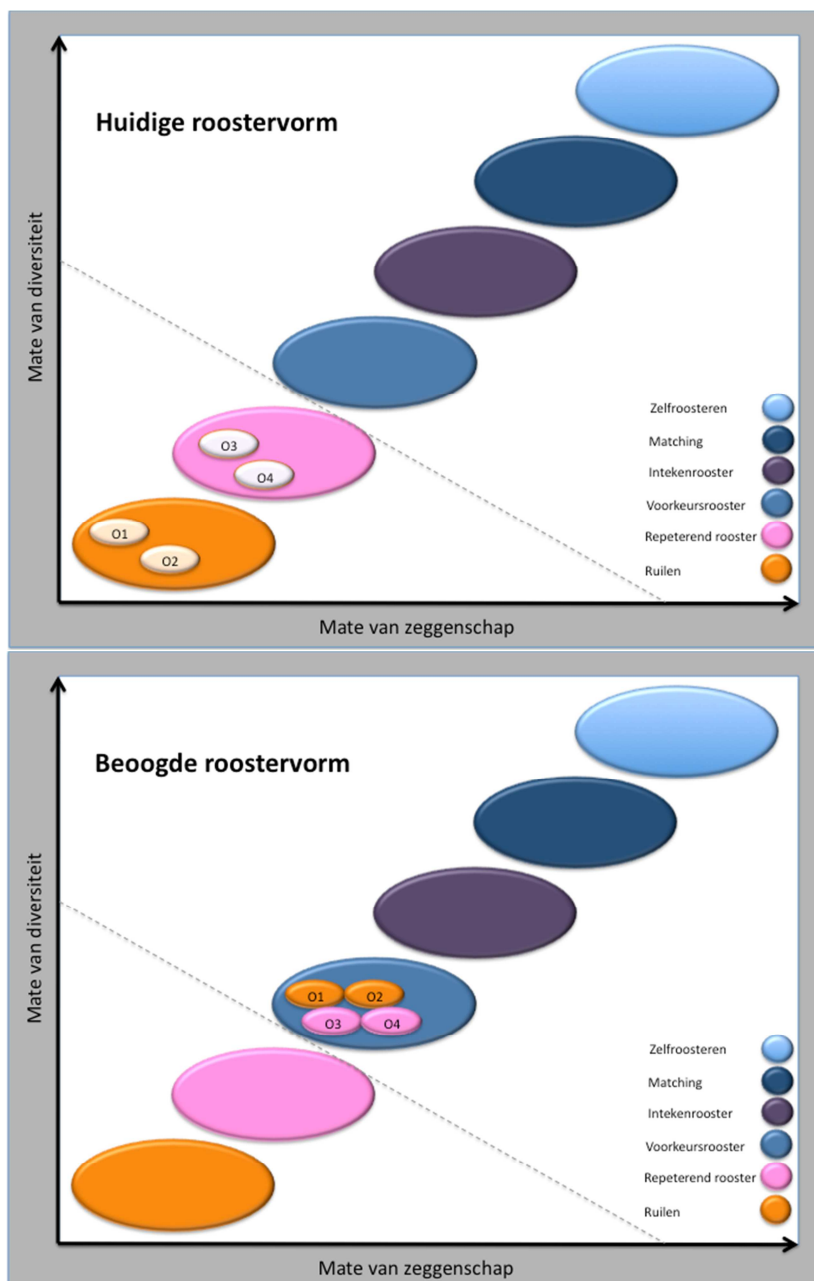 Huidige roostervorm
Mate van diversiteit
Zelfroosteren
Matching
Intekenrooster
Voorkeursrooster
O3
O4
Repeterend rooster
O1
O2
Ruilen
Mate van zeggenschap
Beoogde roostervorm
Mate van diversiteit
O1
O2
O3
O4
Zelfroosteren
Matching
Intekenrooster
Voorkeursrooster
Repeterend rooster
Ruilen
Mate van zeggenschap